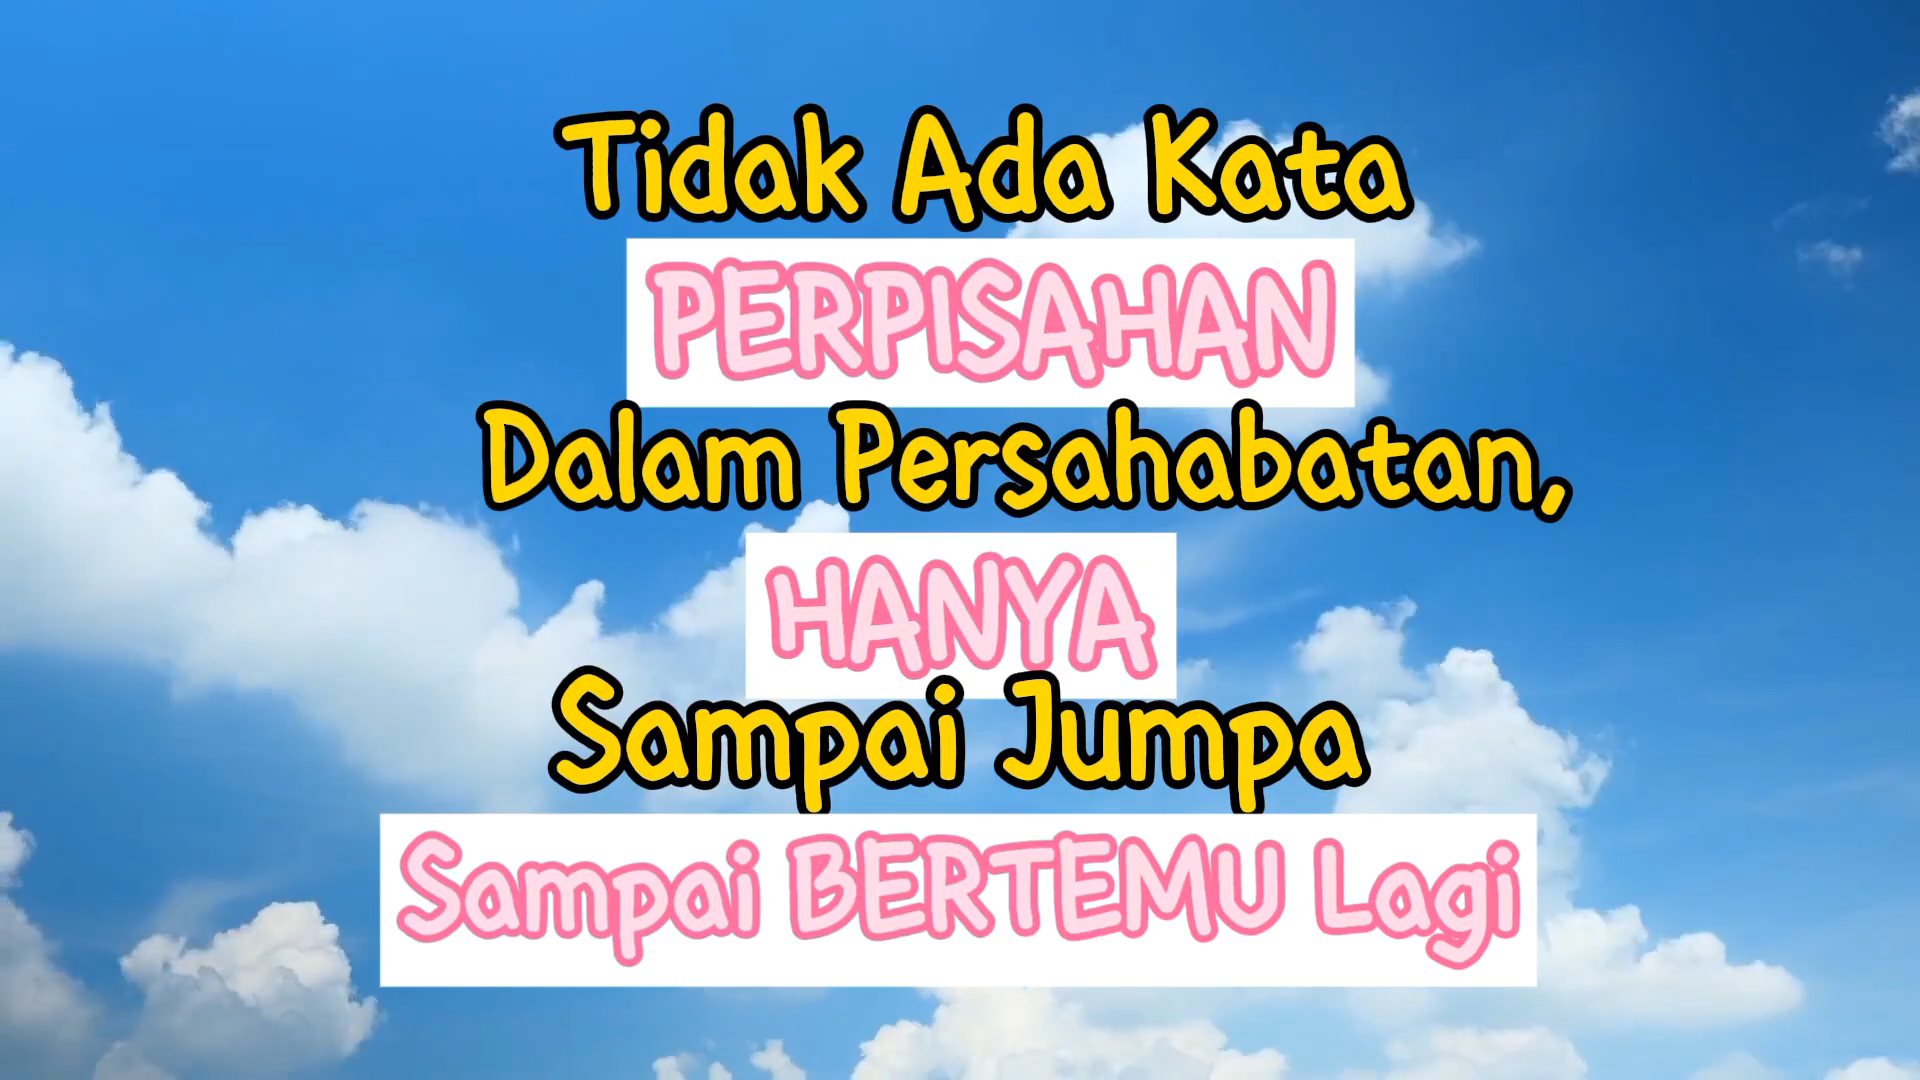 Tidak Ada Kata
PERPISAHAN
Dalam Persahabatan,
HANYA
Sampai Jumpa
Sampai BERTEMU Lagi